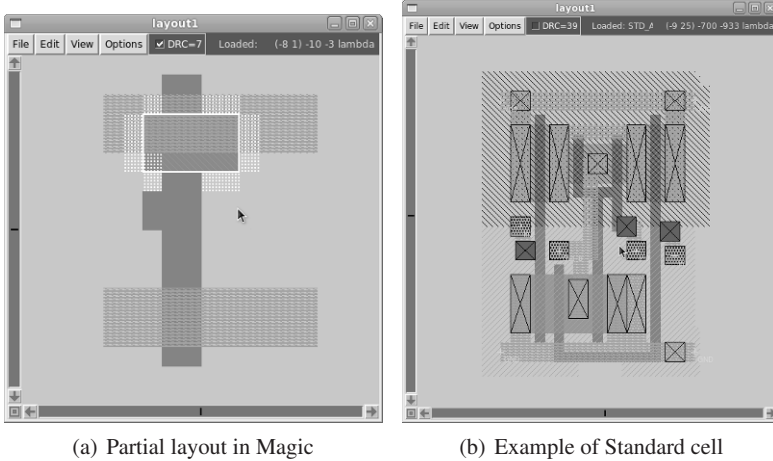 layout1
File Edit View Options DRC=7 Loaded: (-8 1) -10 -3 lambda
layout1
File Edit View Options DRC=39 Loaded: STD_A (-9 25) -700 -933 lambda
(a) Partial layout in Magic
(b) Example of Standard cell